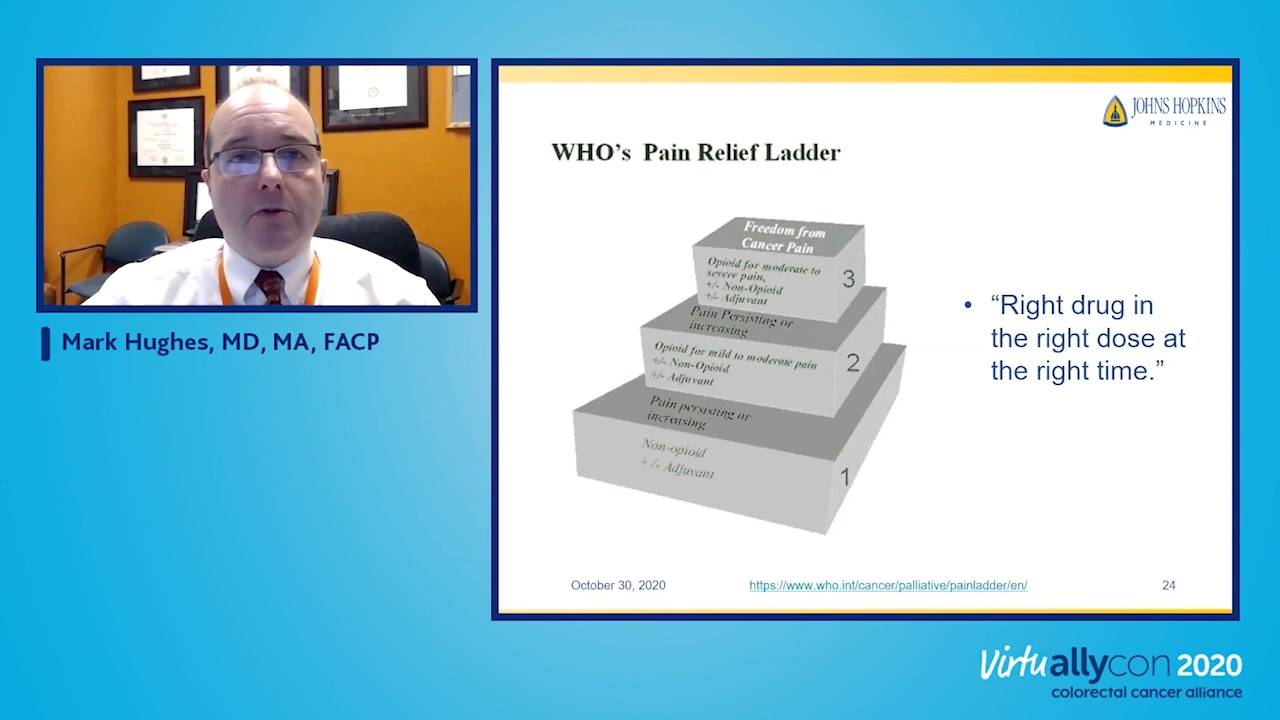 JOHNS HOPKINS
MEDICINE
WHO's Pain Relief Ladder
Freedom from
Cancer Pain
Opioid for moderate to
severe pain,
+/- Non-Opioid
+/- Adjuvant
3
Pain Persisting or
increasing
Opioid for mild to moderate pain
+/- Non-Opioid
+/- Adjuvant
2
Pain persisting or
increasing
Non-opioid
+/- Adjuvant
1
• “Right drug in
the right dose at
the right time.”
October 30, 2020
https://www.who.int/cancer/palliative/painladder/en/
24
Mark Hughes, MD, MA, FACP
Virtuallycon 2020
colorectal cancer alliance